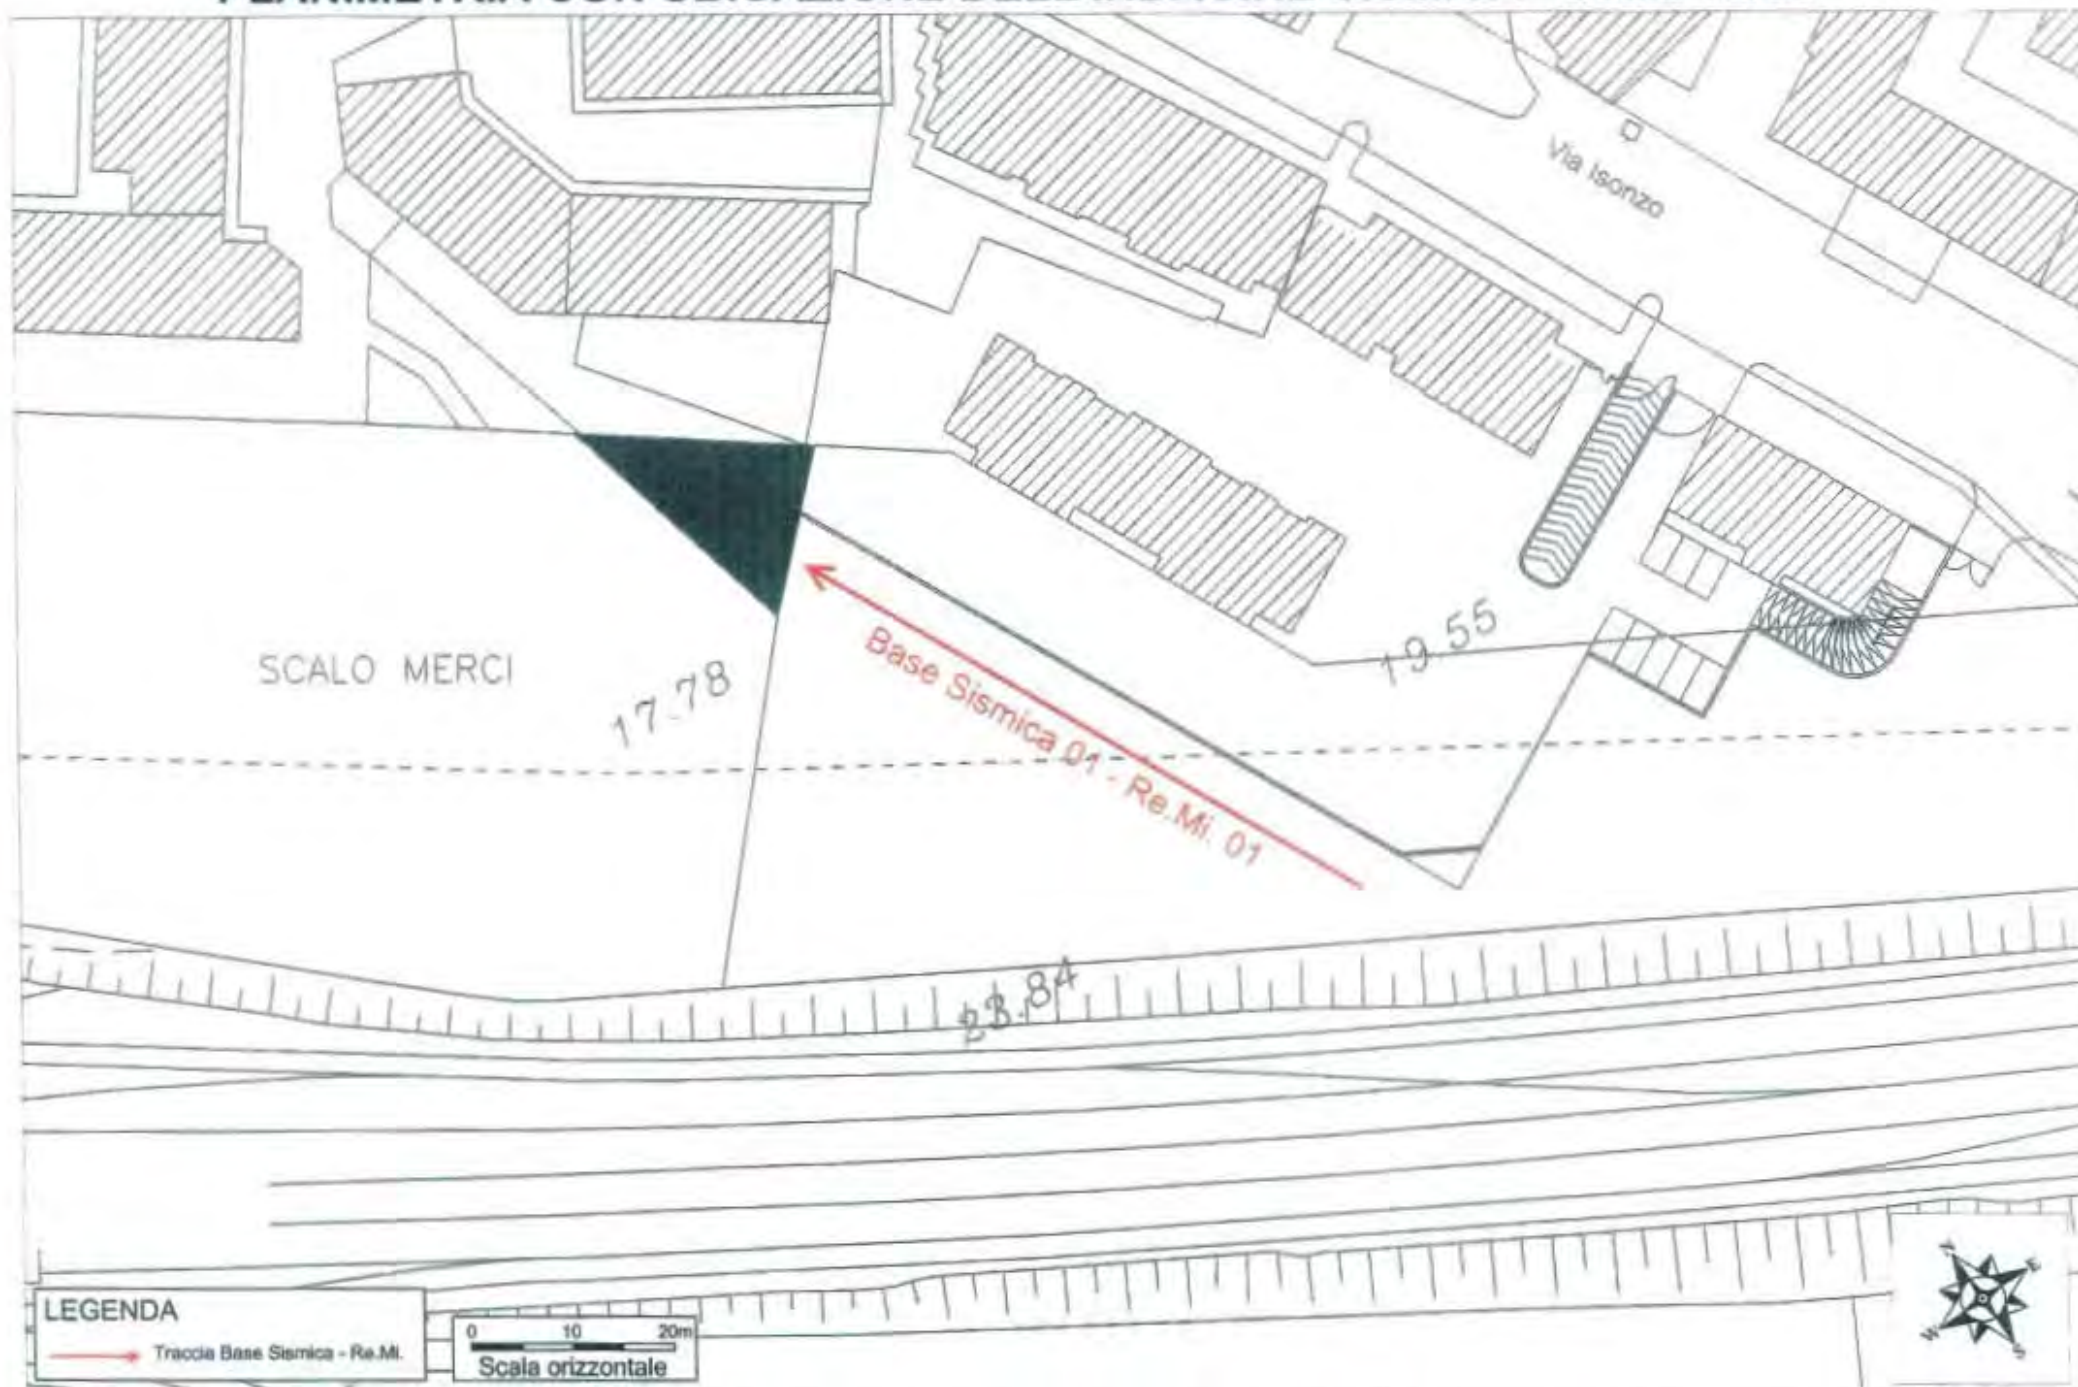 Via Isonzo
19.55
SCALO MERCI
17.78
Base Sismica 01 - Re.Mi. 01
23.84
LEGENDA
Traccia Base Sismica - Re.Mi.
0 10 20m
Scala orizzontale
N
E
W
S